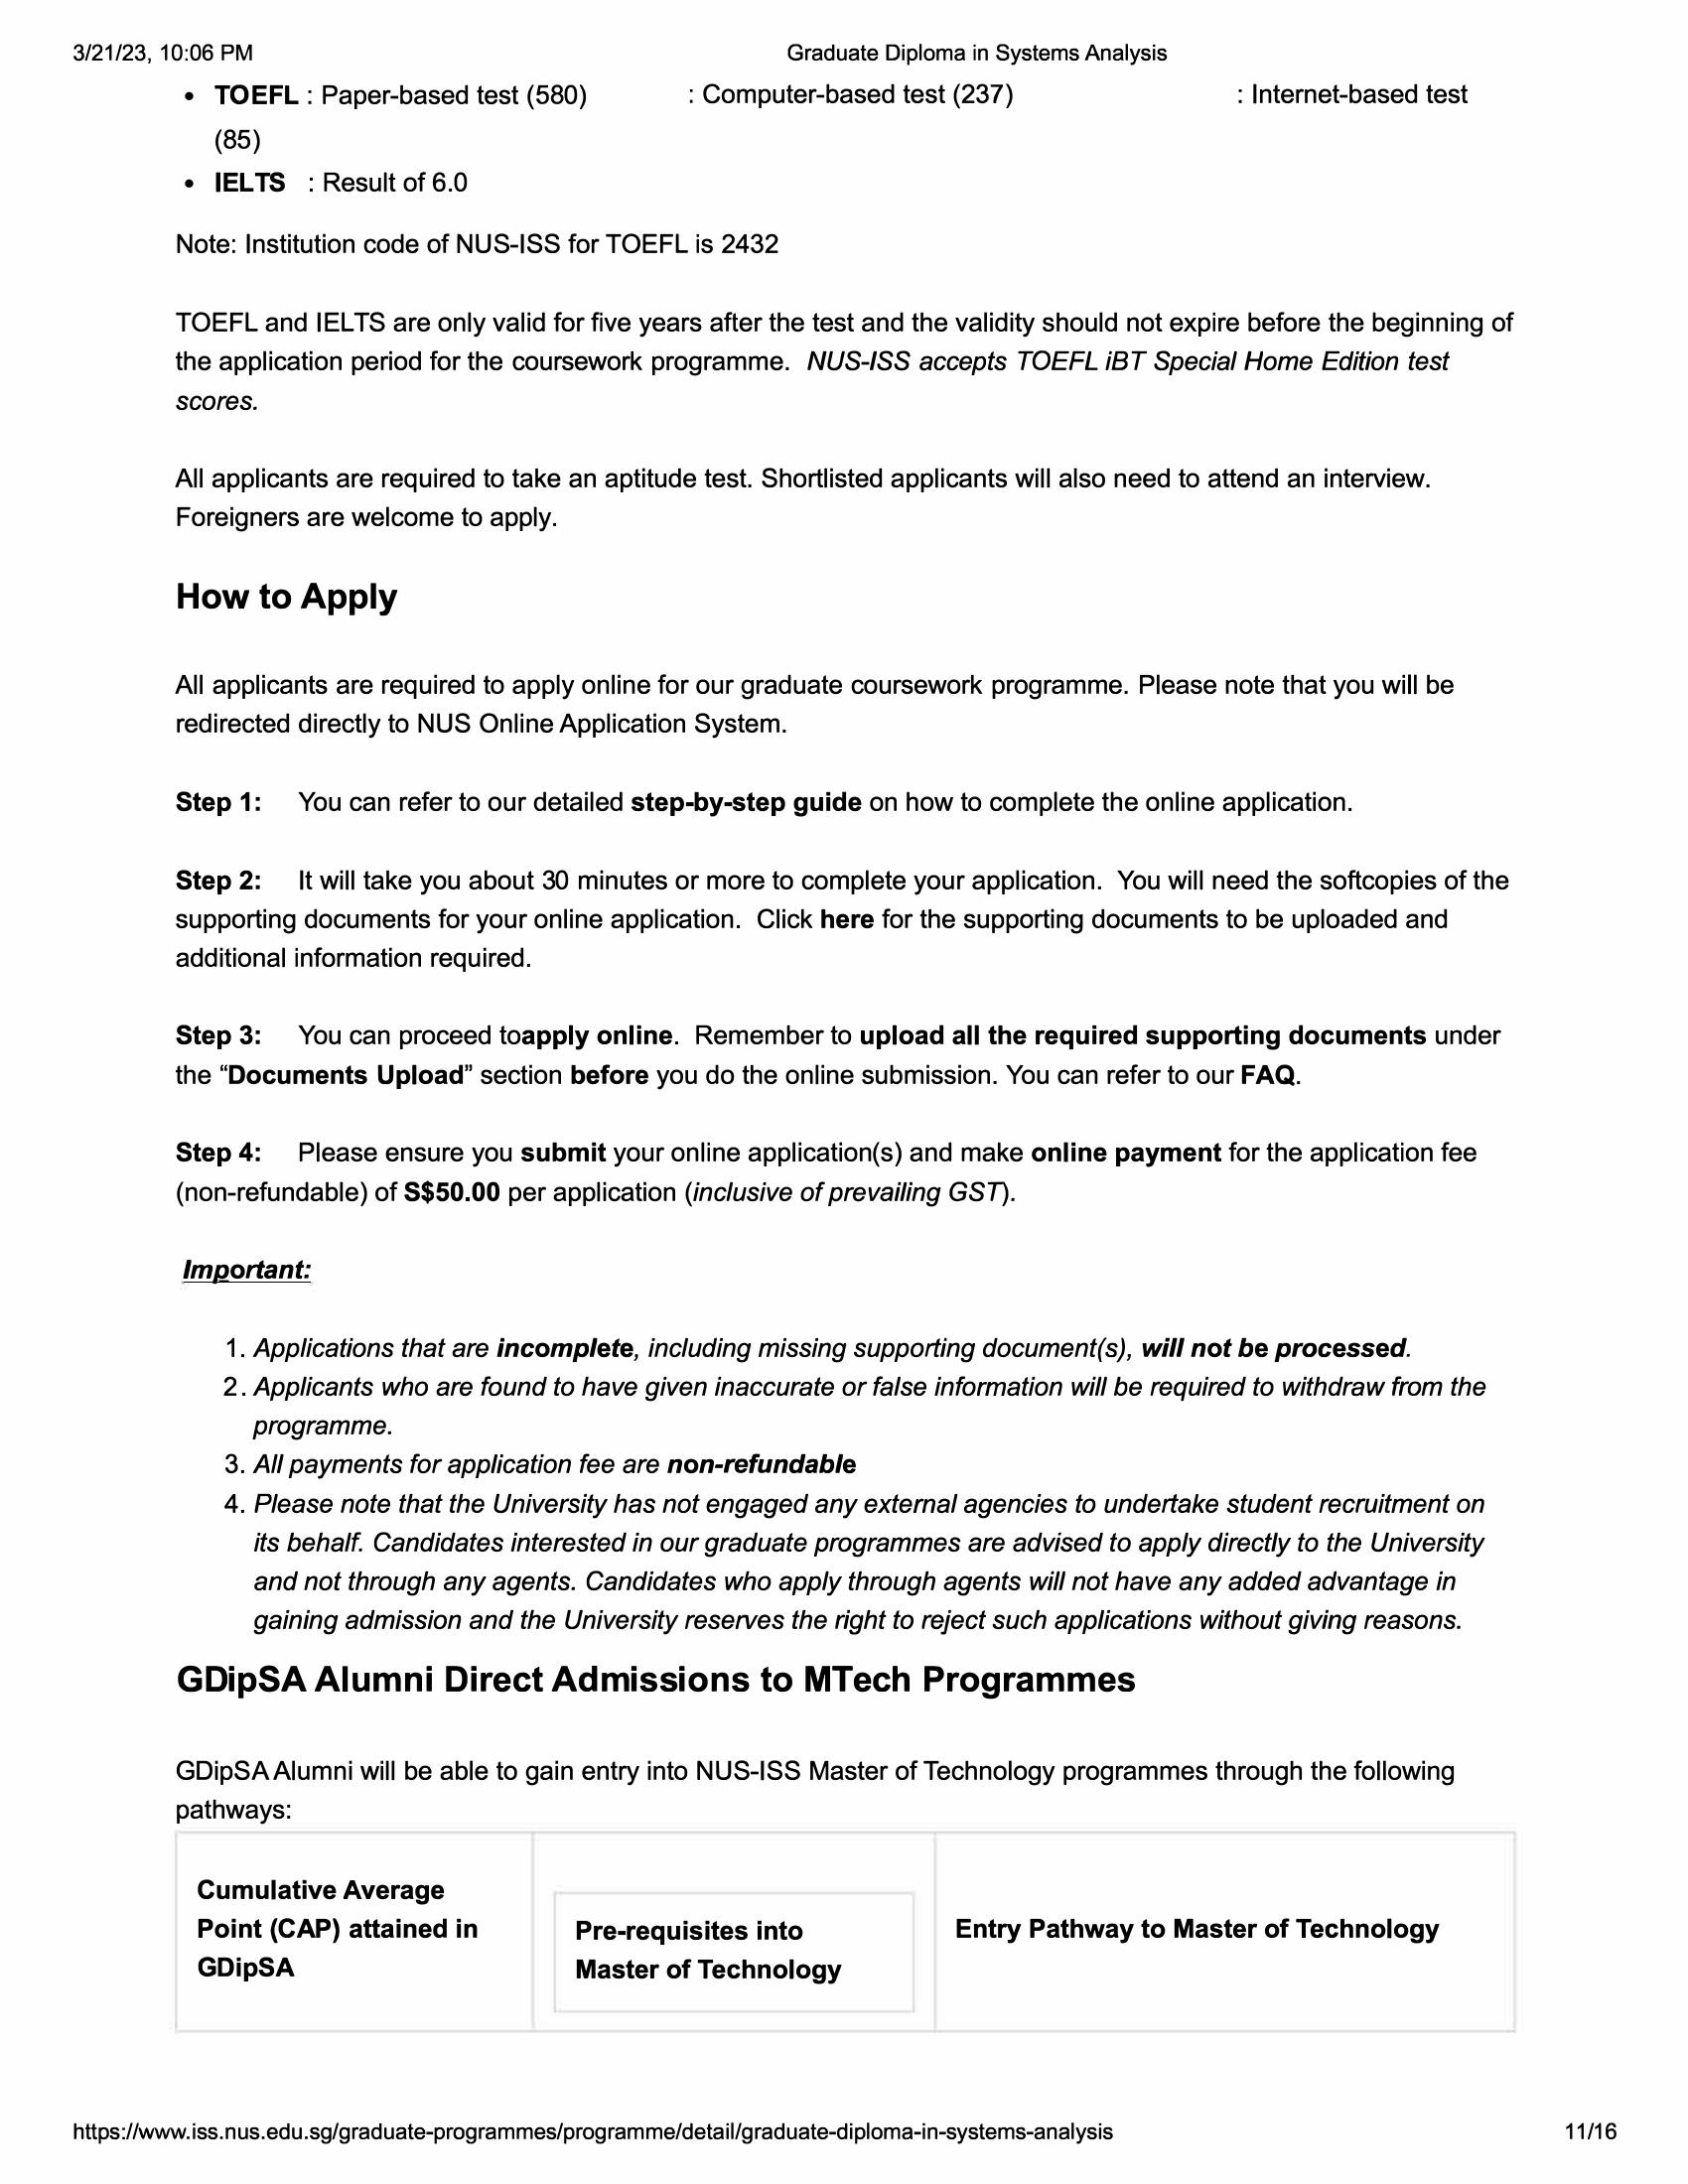 3/21/23, 10:06 PM Graduate Diploma in Systems Analysis
• TOEFL : Paper-based test (580) : Computer-based test (237) : Internet-based test
(85)
• IELTS : Result of 6.0
Note: Institution code of NUS-ISS for TOEFL is 2432
TOEFL and IELTS are only valid for five years after the test and the validity should not expire before the beginning of
the application period for the coursework programme. NUS-ISS accepts TOEFL iBT Special Home Edition test
scores.
All applicants are required to take an aptitude test. Shortlisted applicants will also need to attend an interview.
Foreigners are welcome to apply.
How to Apply
All applicants are required to apply online for our graduate coursework programme. Please note that you will be
redirected directly to NUS Online Application System.
Step 1: You can refer to our detailed step-by-step guide on how to complete the online application.
Step 2: It will take you about 30 minutes or more to complete your application. You will need the softcopies of the
supporting documents for your online application. Click here for the supporting documents to be uploaded and
additional information required.
Step 3: You can proceed toapply online. Remember to upload all the required supporting documents under
the “Documents Upload” section before you do the online submission. You can refer to our FAQ.
Step 4: Please ensure you submit your online application(s) and make online payment for the application fee
(non-refundable) of S$50.00 per application (inclusive of prevailing GST).
Important:
1. Applications that are incomplete, including missing supporting document(s), will not be processed.
2. Applicants who are found to have given inaccurate or false information will be required to withdraw from the
programme.
3. All payments for application fee are non-refundable
4. Please note that the University has not engaged any external agencies to undertake student recruitment on
its behalf. Candidates interested in our graduate programmes are advised to apply directly to the University
and not through any agents. Candidates who apply through agents will not have any added advantage in
gaining admission and the University reserves the right to reject such applications without giving reasons.
GDipSA Alumni Direct Admissions to MTech Programmes
GDipSA Alumni will be able to gain entry into NUS-ISS Master of Technology programmes through the following
pathways:
Cumulative Average
Point (CAP) attained in
GDipSA
Pre-requisites into
Master of Technology
Entry Pathway to Master of Technology
https://www.iss.nus.edu.sg/graduate-programmes/programme/detail/graduate-diploma-in-systems-analysis 11/16